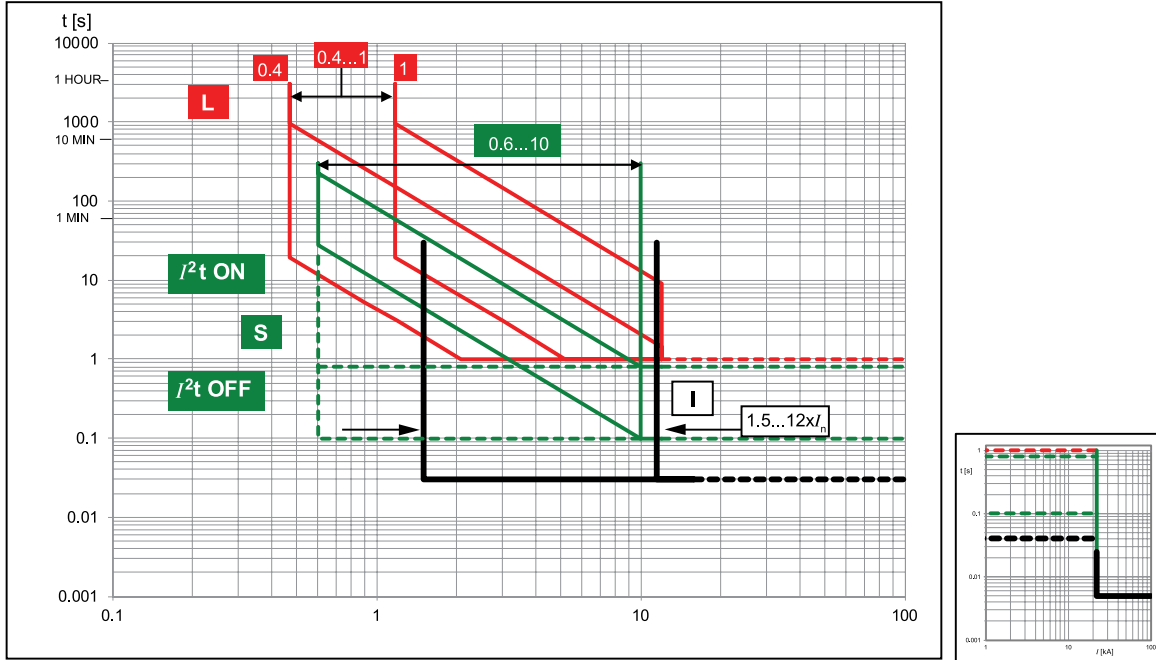 t [s]
10000
1 HOUR
1000
10 MIN
100
1 MIN
10
1
0.1
0.01
0.001
0.1
1
10
100
0.4
0.4...1
1
L
0.6...10
I²t ON
S
I²t OFF
I
1.5...12xIn
t [s]
1
0.1
0.01
0.001
1
10
100
I [kA]